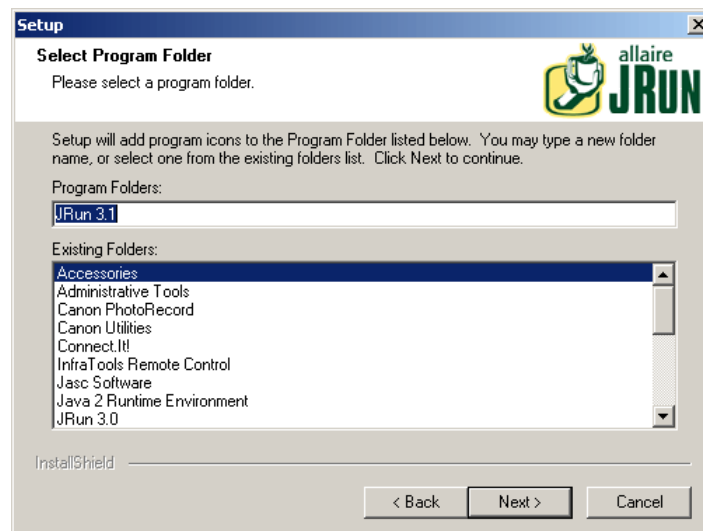 Setup
Select Program Folder
Please select a program folder.
allaire
JRUN
Setup will add program icons to the Program Folder listed below. You may type a new folder
name, or select one from the existing folders list. Click Next to continue.
Program Folders:
JRun 3.1
Existing Folders:
Accessories
Administrative Tools
Canon PhotoRecord
Canon Utilities
Connect.It!
InfraTools Remote Control
Jasc Software
Java 2 Runtime Environment
JRun 3.0
InstallShield
< Back
Next >
Cancel